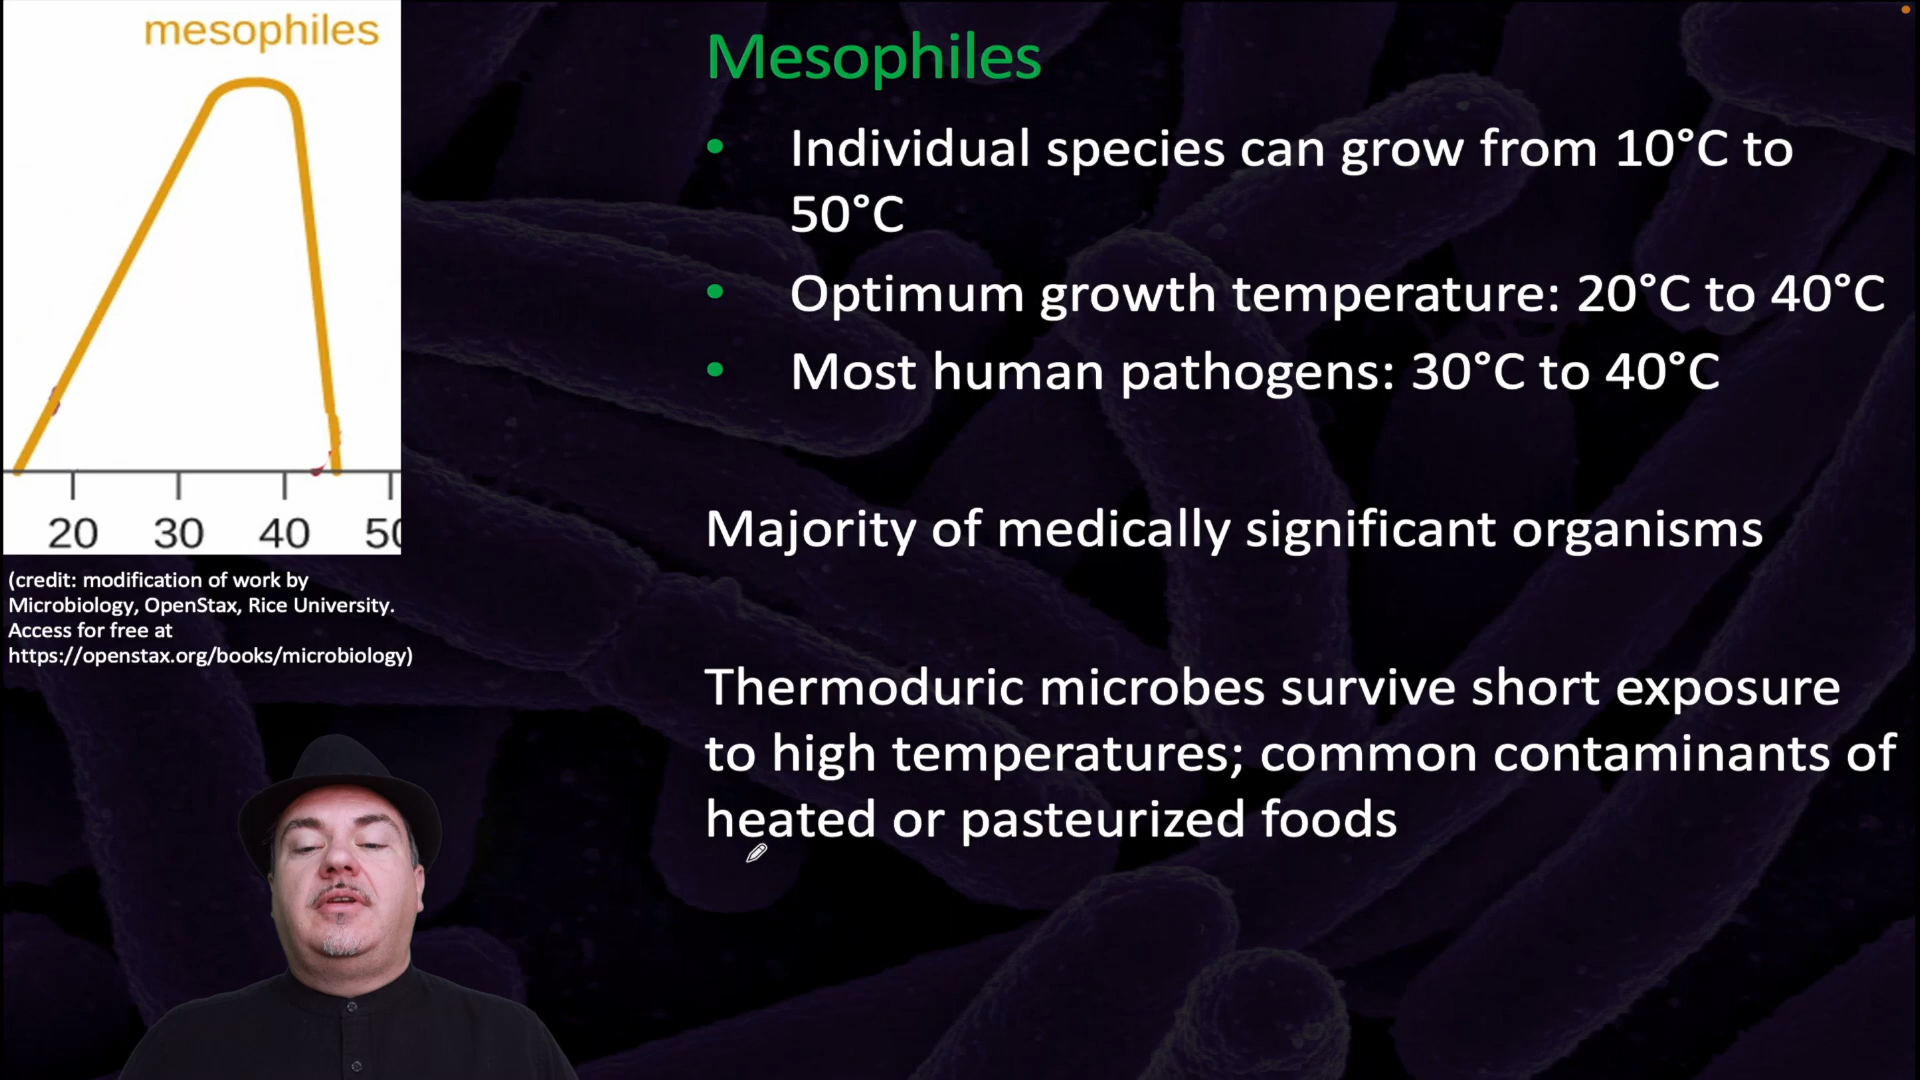 mesophiles
20 30 40 50
(credit: modification of work by
Microbiology, OpenStax, Rice University.
Access for free at
https://openstax.org/books/microbiology)
Mesophiles
• Individual species can grow from 10°C to
50°C
• Optimum growth temperature: 20°C to 40°C
• Most human pathogens: 30°C to 40°C
Majority of medically significant organisms
Thermoduric microbes survive short exposure
to high temperatures; common contaminants of
heated or pasteurized foods